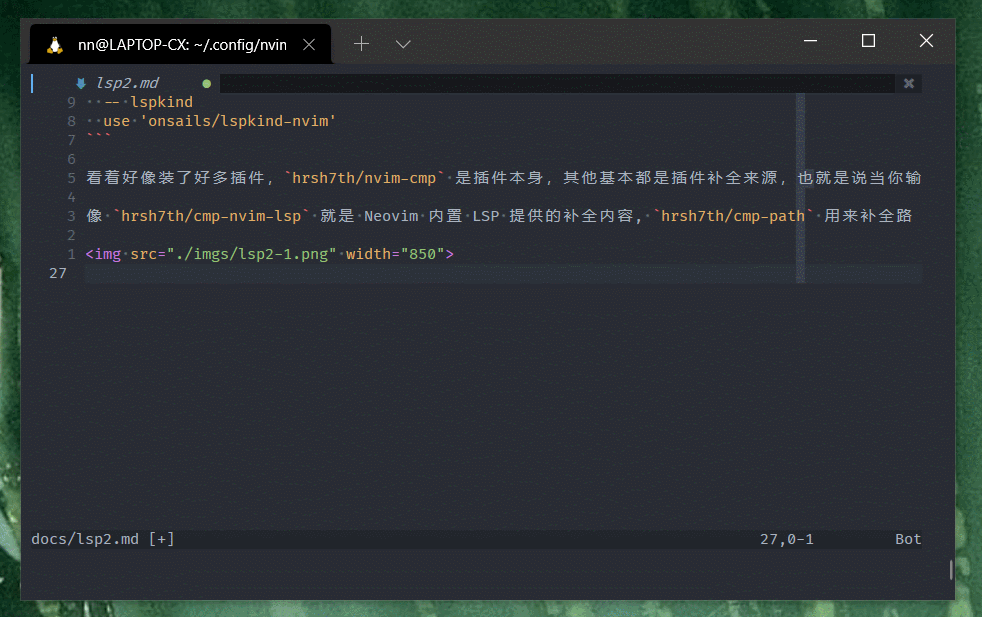 nn@LAPTOP-CX: ~/.config/nvin
lsp2.md
9 -- lspkind
8 use 'onsails/lspkind-nvim'
7 ```
6
5 看着好像装了好多插件，`hrsh7th/nvim-cmp` 是插件本身，其他基本都是插件补全来源，也就是说当你输
4
3 像 `hrsh7th/cmp-nvim-lsp` 就是 Neovim 内置 LSP 提供的补全内容，`hrsh7th/cmp-path` 用来补全路
2
1 <img src="./imgs/lsp2-1.png" width="850">
27
docs/lsp2.md [+] 27,0-1 Bot